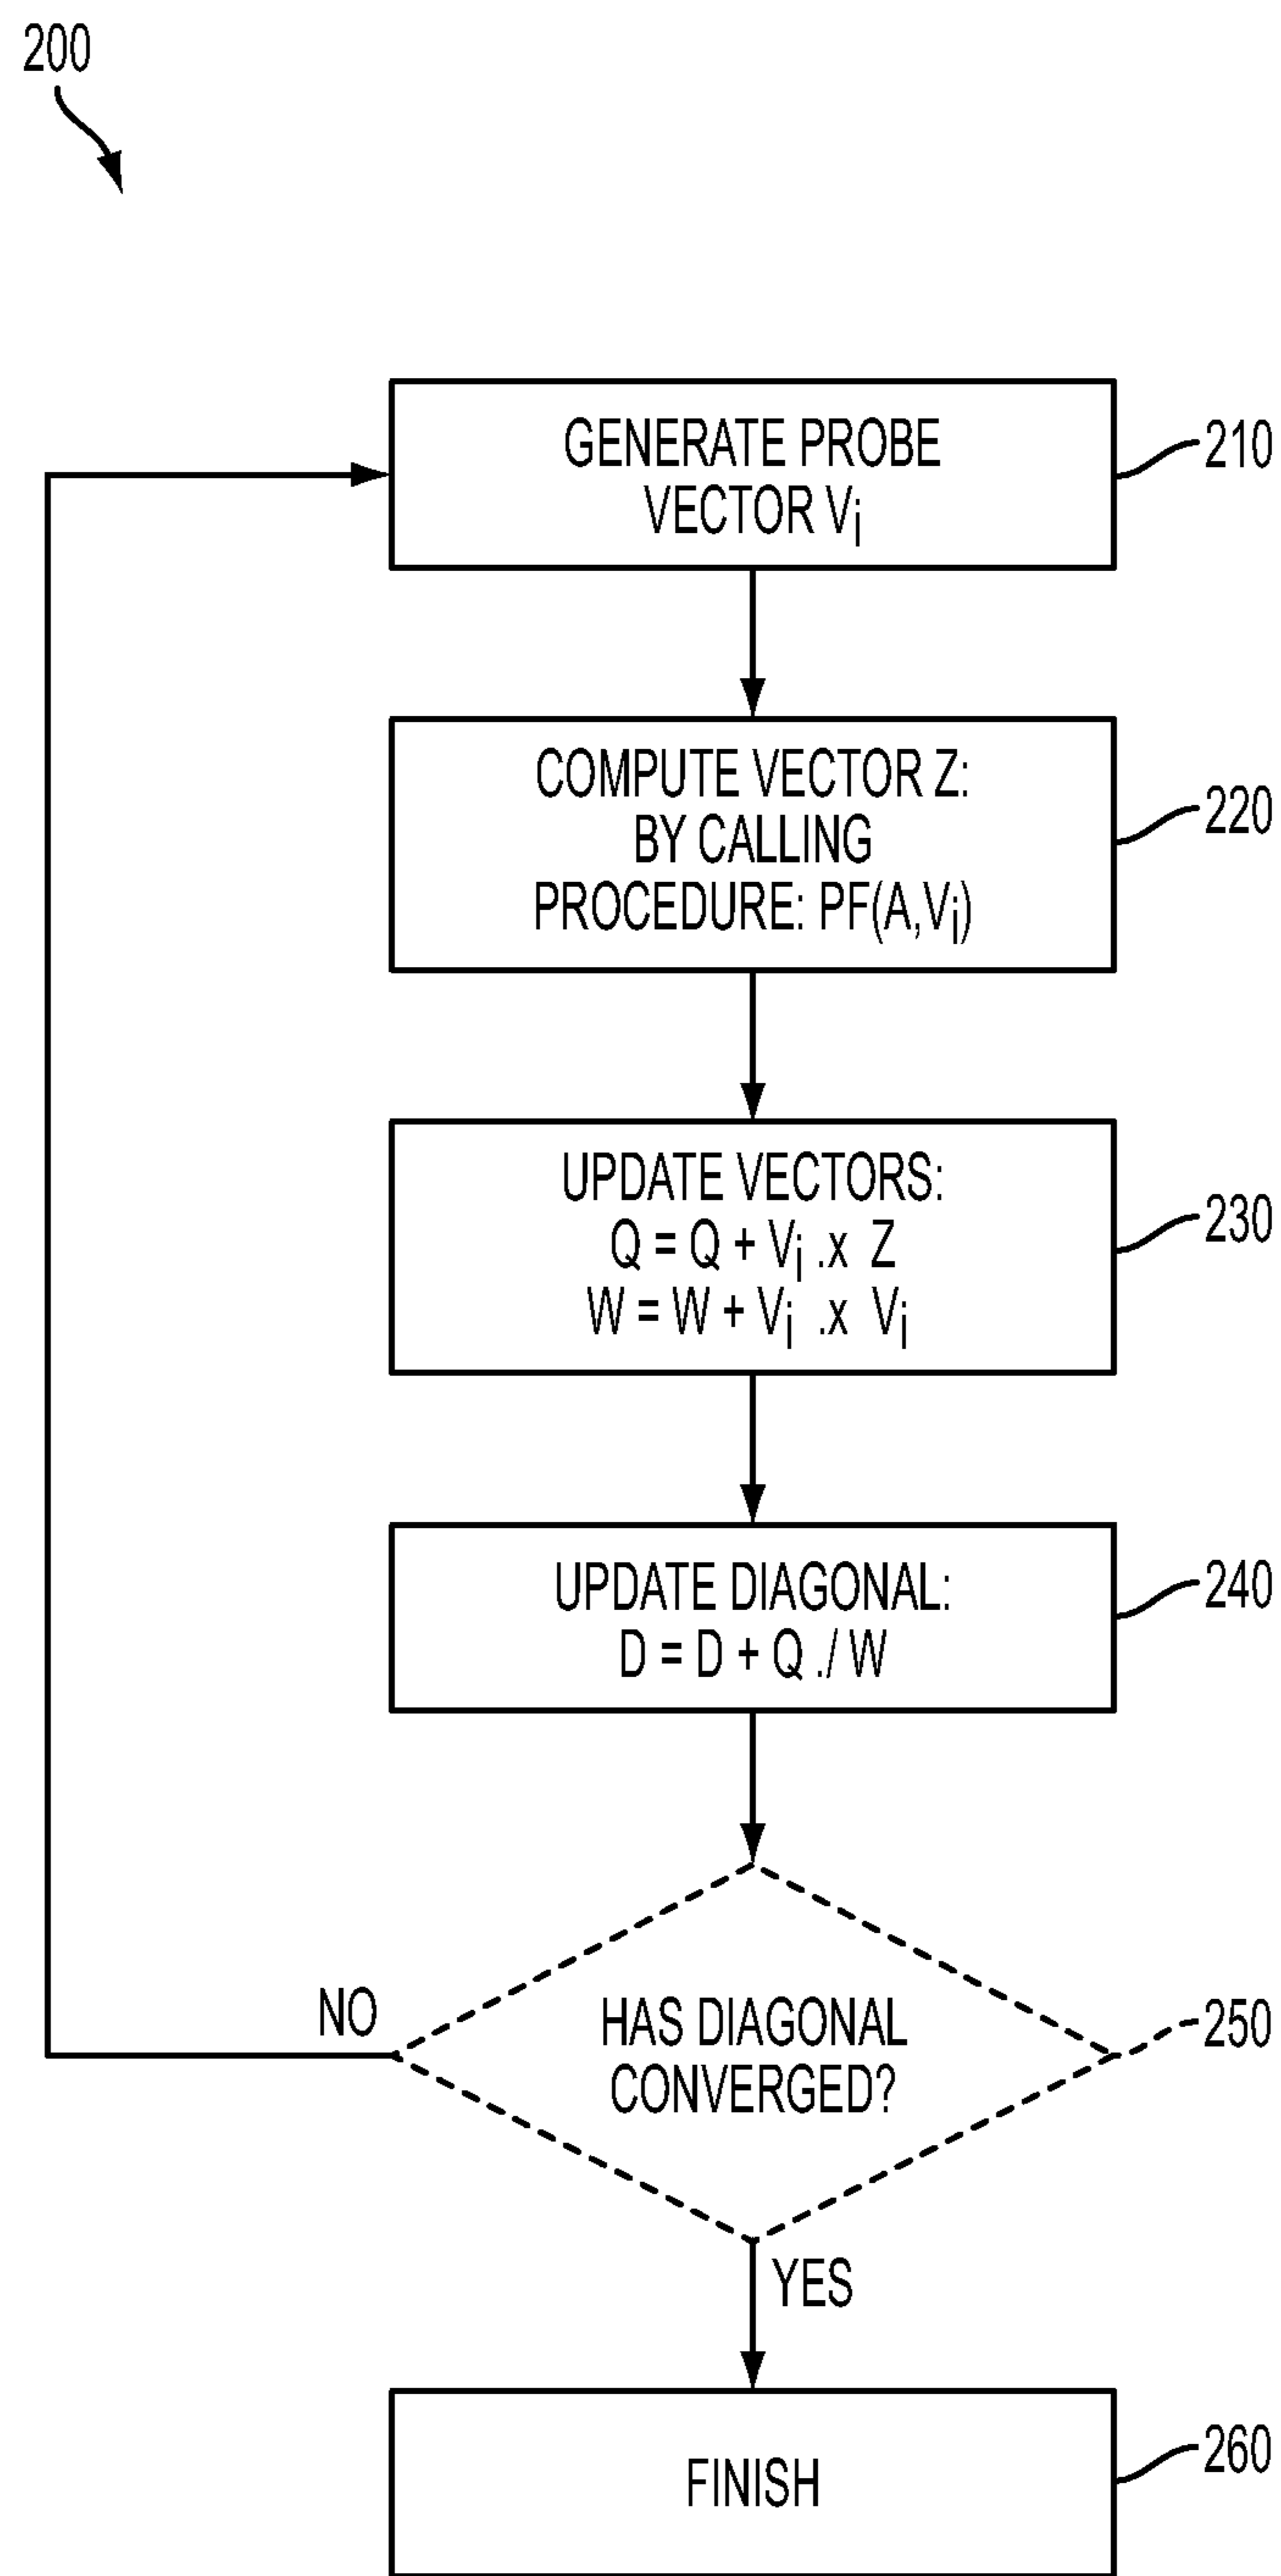 200
GENERATE PROBE
VECTOR Vi
210
COMPUTE VECTOR Z:
BY CALLING
PROCEDURE: PF(A,Vi)
220
UPDATE VECTORS:
Q = Q + Vi .x Z
W = W + Vi .x Vi
230
UPDATE DIAGONAL:
D = D + Q ./ W
240
NO
HAS DIAGONAL
CONVERGED?
250
YES
FINISH
260